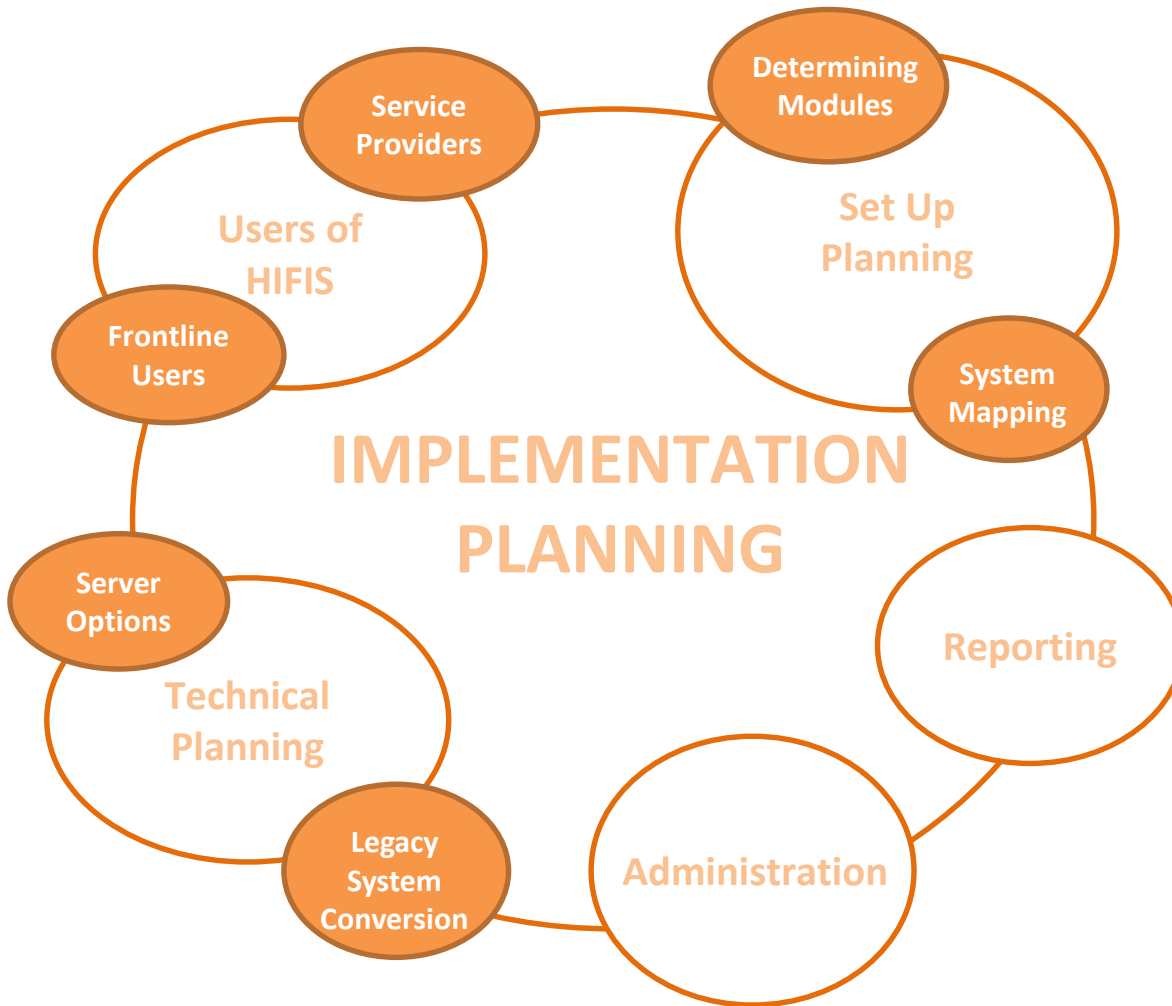 Service
Providers
Determining
Modules
Users of
HIFIS
Set Up
Planning
Frontline
Users
System
Mapping
IMPLEMENTATION
PLANNING
Server
Options
Reporting
Technical
Planning
Legacy
System
Conversion
Administration